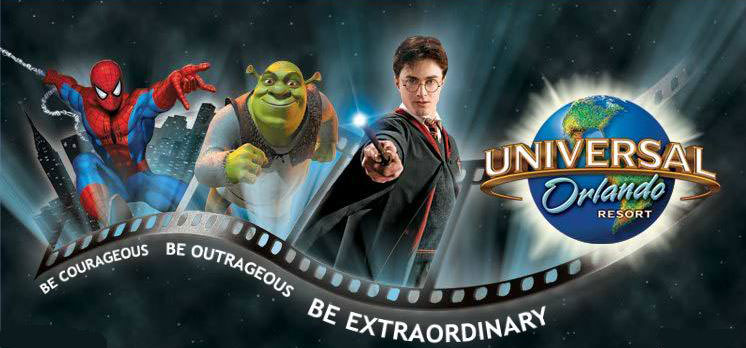 BE COURAGEOUS
BE OUTRAGEOUS
BE EXTRAORDINARY
UNIVERSAL
Orlando
RESORT